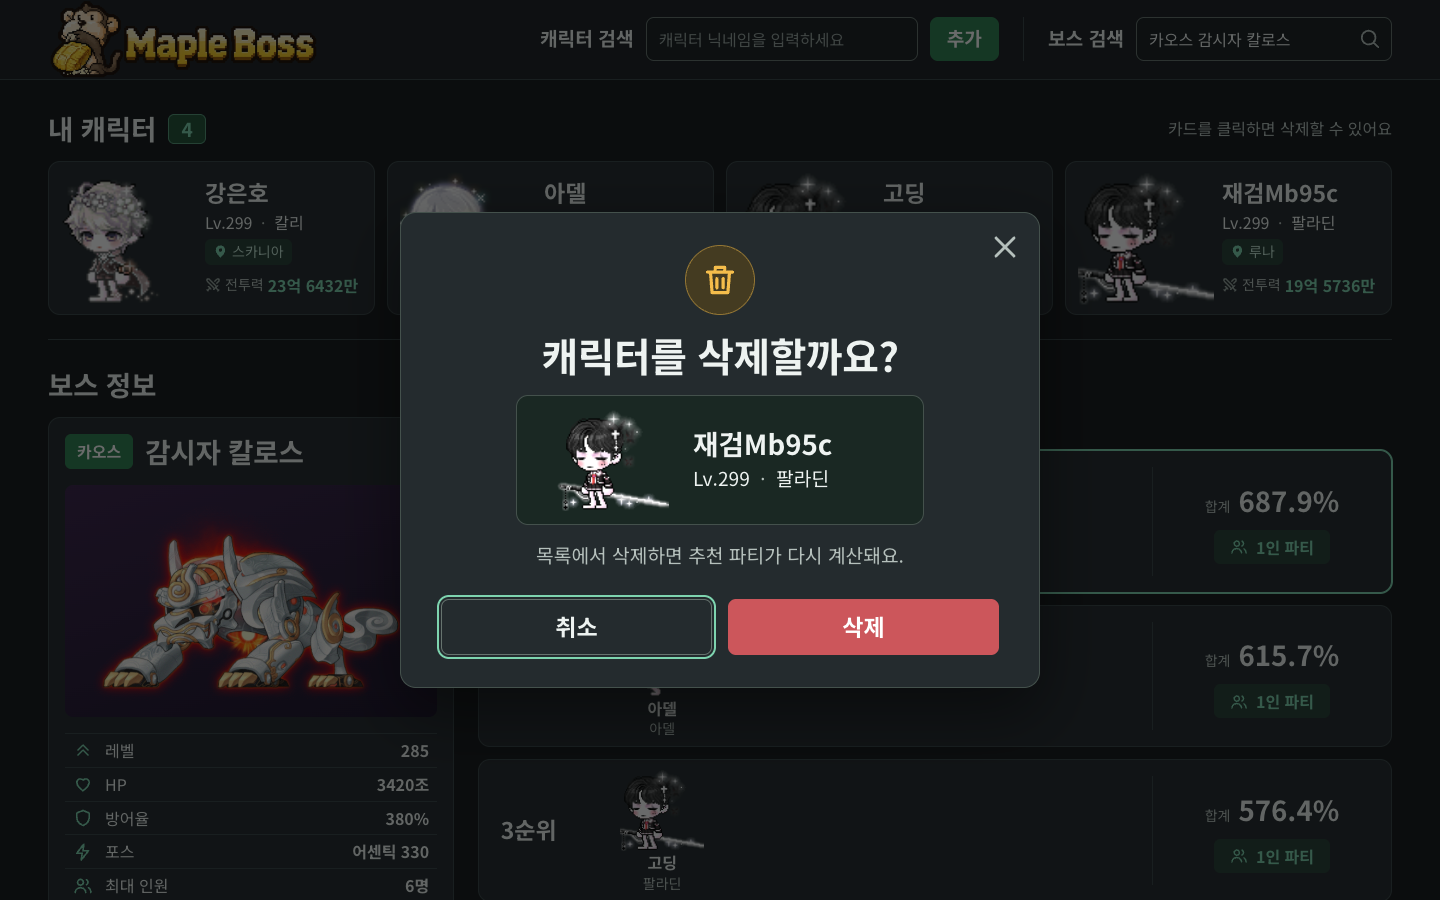 Maple Boss
캐릭터 검색
캐릭터 닉네임을 입력하세요
추가
보스 검색
카오스 감시자 칼로스
내 캐릭터 4
카드를 클릭하면 삭제할 수 있어요
강은호
Lv.299 · 칼리
스카니아
전투력 23억 6432만
아델
고딩
재검Mb95c
Lv.299 · 팔라딘
루나
전투력 19억 5736만
캐릭터를 삭제할까요?
재검Mb95c
Lv.299 · 팔라딘
목록에서 삭제하면 추천 파티가 다시 계산돼요.
취소
삭제
보스 정보
카오스 감시자 칼로스
레벨 285
HP 3420조
방어율 380%
포스 어센틱 330
최대 인원 6명
합계 687.9%
1인 파티
아델
아델
합계 615.7%
1인 파티
3순위
고딩
팔라딘
합계 576.4%
1인 파티